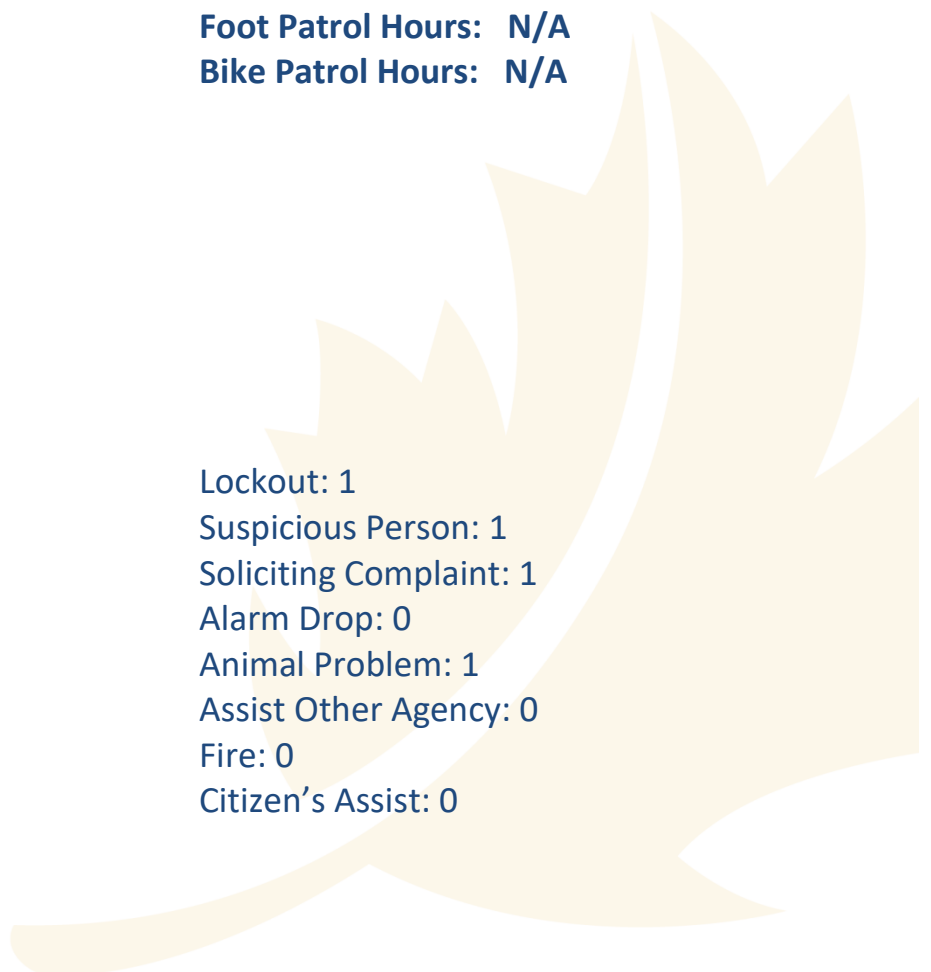 Foot Patrol Hours: N/A
Bike Patrol Hours: N/A
Lockout: 1
Suspicious Person: 1
Soliciting Complaint: 1
Alarm Drop: 0
Animal Problem: 1
Assist Other Agency: 0
Fire: 0
Citizen’s Assist: 0